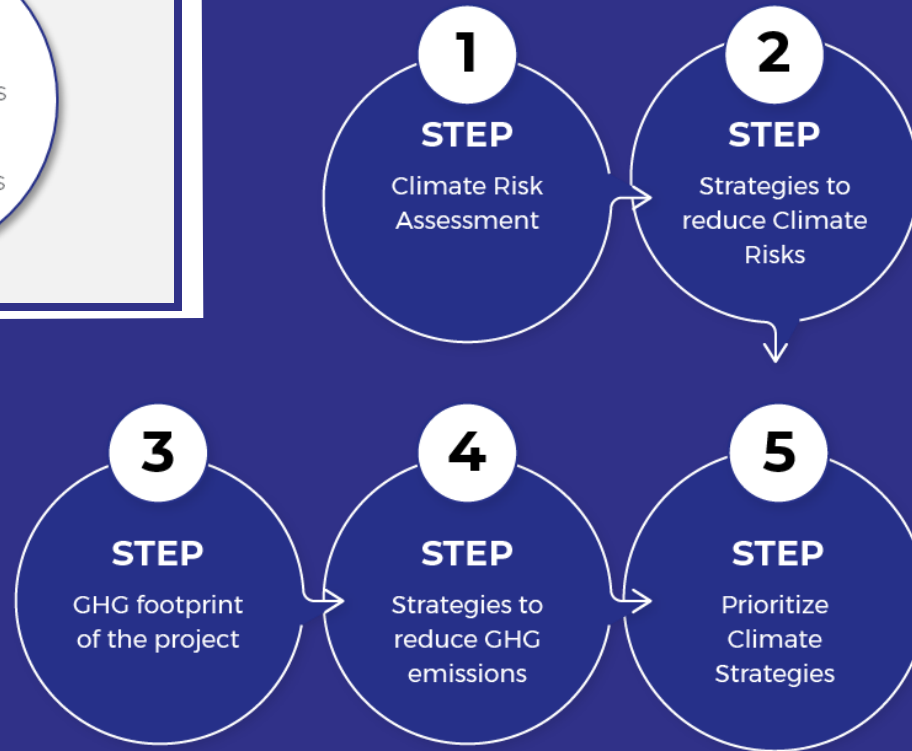 1
STEP
Climate Risk
Assessment
2
STEP
Strategies to
reduce Climate
Risks
3
STEP
GHG footprint
of the project
4
STEP
Strategies to
reduce GHG
emissions
5
STEP
Prioritize
Climate
Strategies